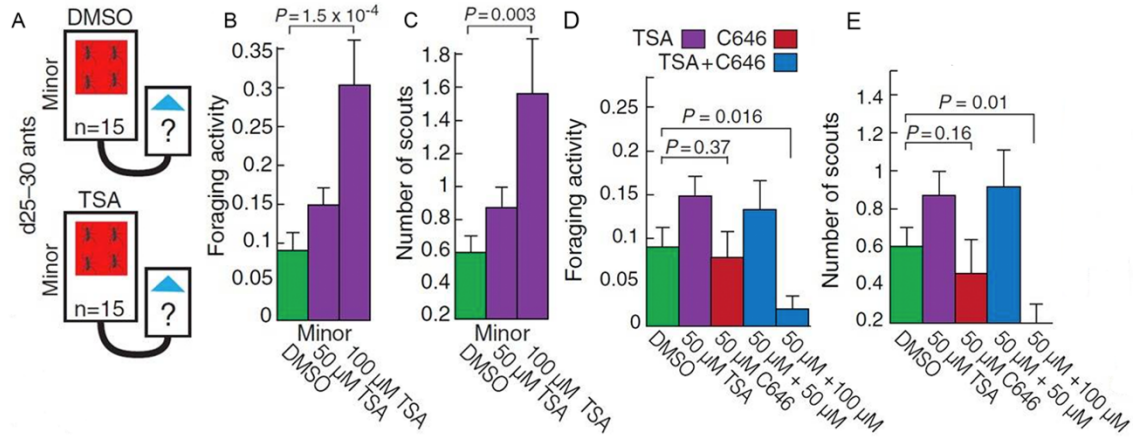 A
DMSO
Minor
n=15
?
d25–30 ants
TSA
Minor
n=15
?
B
P=1.5 x 10-4
Foraging activity
0.35
0.3
0.25
0.2
0.15
0.1
0.05
0
Minor
DMSO
50 μM TSA
100 μM TSA
C
P=0.003
Number of scouts
1.8
1.6
1.4
1.2
1
0.8
0.6
0.4
0.2
Minor
DMSO
50 μM TSA
100 μM TSA
D
TSA
C646
TSA+C646
Foraging activity
0.25
0.2
0.15
0.1
0.05
0
P = 0.016
P=0.37
DMSO
50 μM TSA
50 μM C646
50 μM + 50 μM
50 μM +100 μM
E
Number of scouts
1.4
1.2
1
0.8
0.6
0.4
0.2
P = 0.01
P=0.16
DMSO
50 μM TSA
50 μM C646
50 μM + 50 μM
50 μM +100 μM